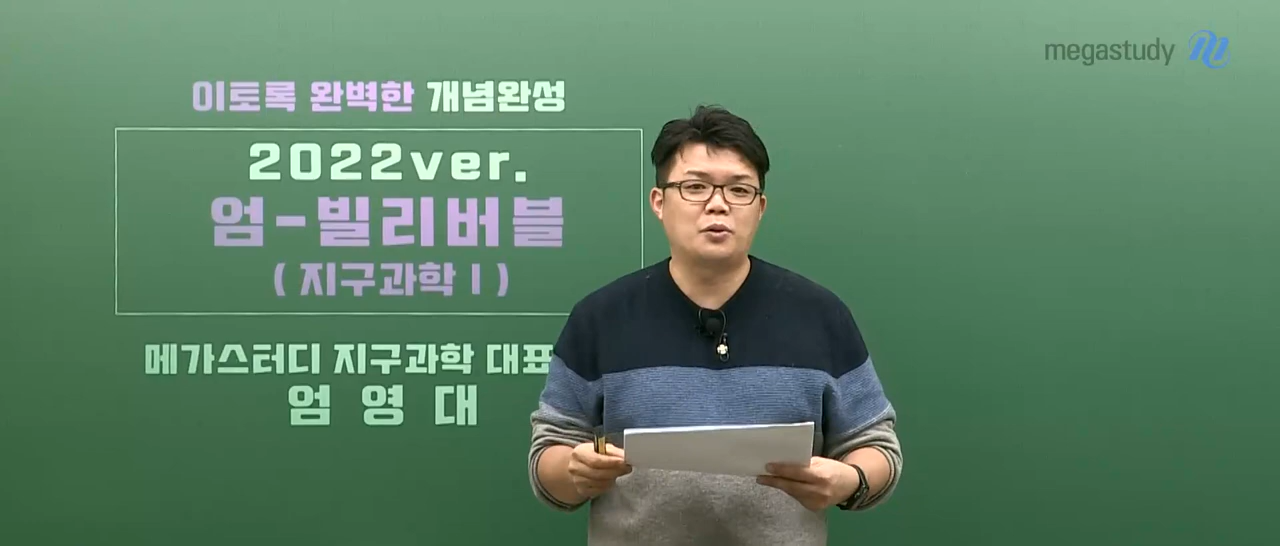 megastudy
이토록 완벽한 개념완성
2022ver.
엄-빌리버블
(지구과학 I)
메가스터디 지구과학 대표
엄 영 대